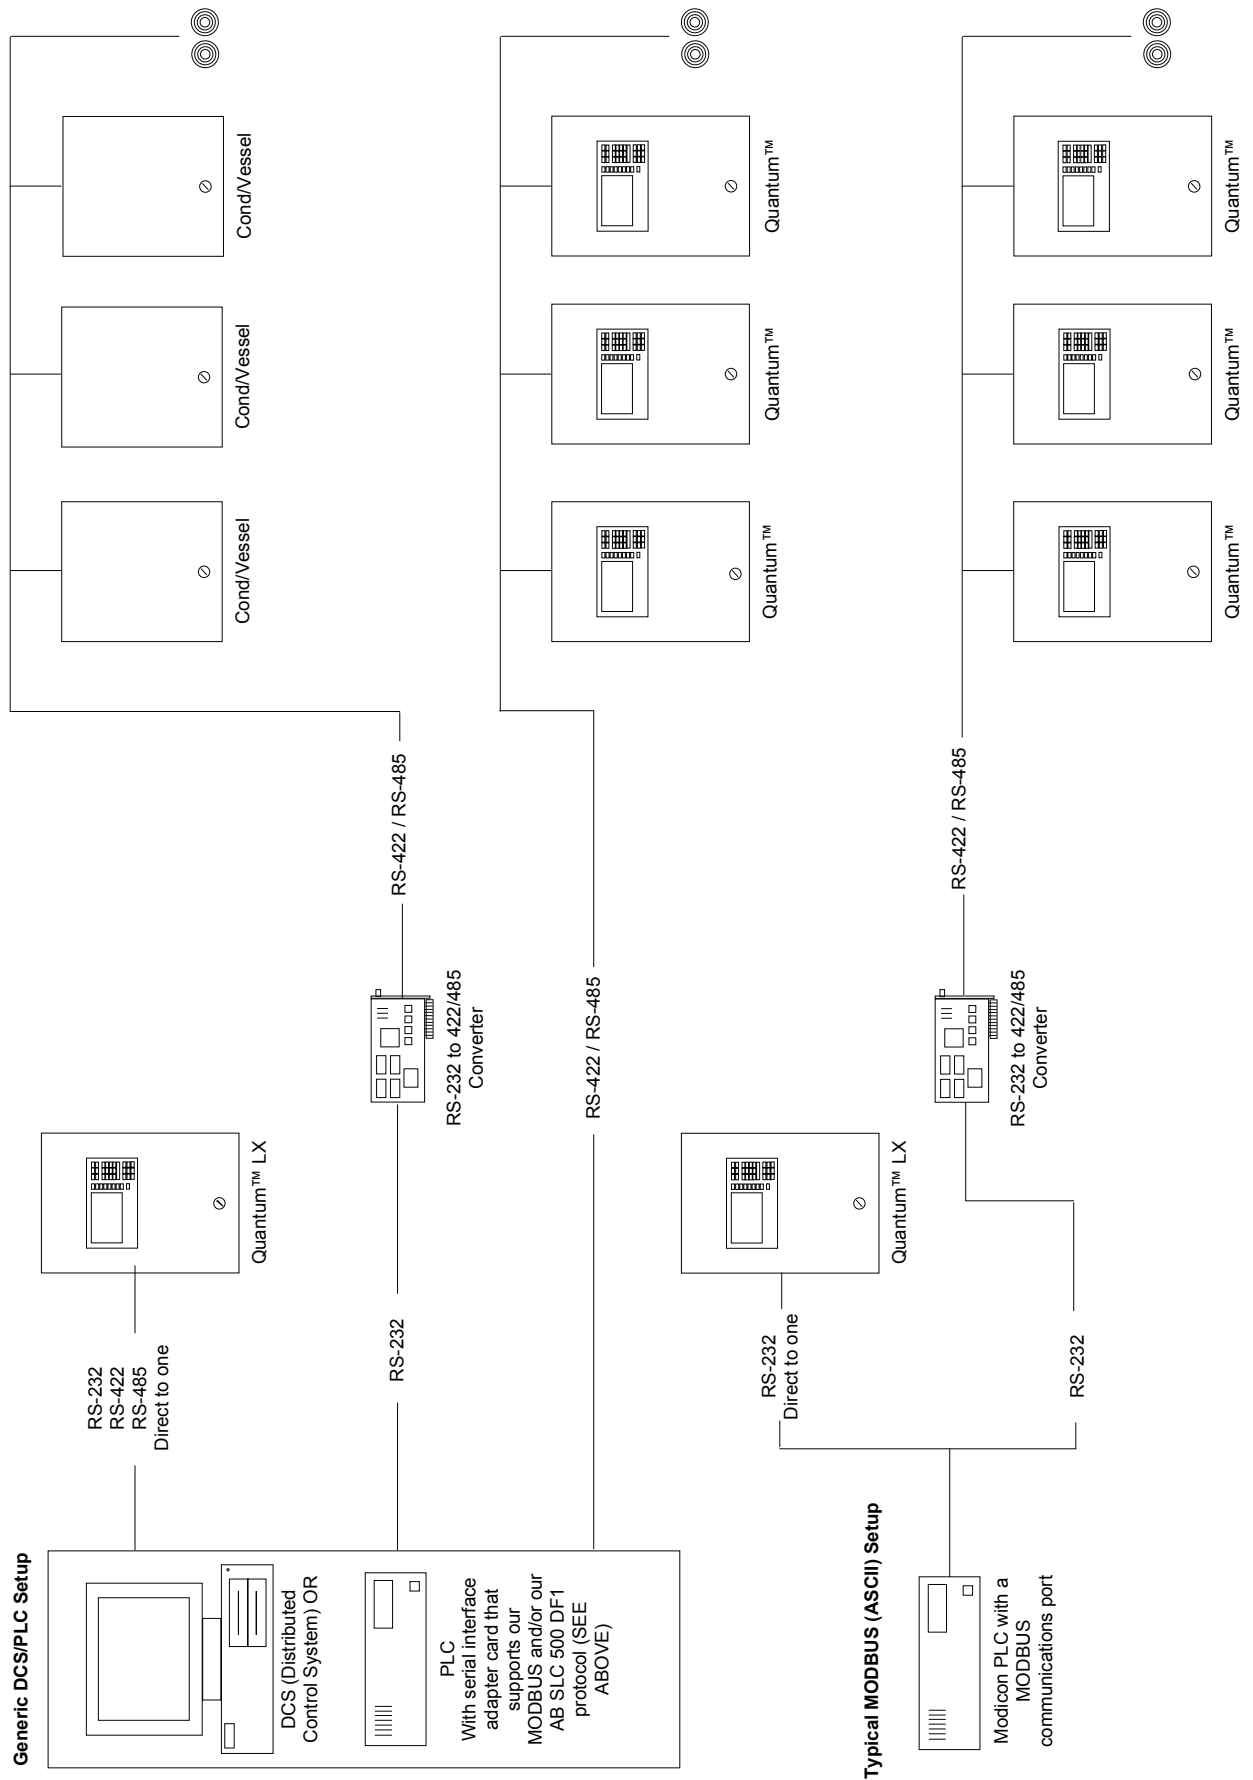 Generic DCS/PLC Setup
DCS (Distributed
Control System) OR
PLC
With serial interface
adapter card that
supports our
MODBUS and/or our
AB SLC 500 DF1
protocol (SEE
ABOVE)
RS-232
RS-422
RS-485
Direct to one
Quantum™ LX
RS-232
RS-232 to 422/485
Converter
RS-422 / RS-485
Cond/Vessel
Cond/Vessel
Cond/Vessel
RS-422 / RS-485
Quantum™
Quantum™
Quantum™
Typical MODBUS (ASCII) Setup
Modicon PLC with a
MODBUS
communications port
RS-232
Direct to one
Quantum™ LX
RS-232
RS-232 to 422/485
Converter
RS-422 / RS-485
Quantum™
Quantum™
Quantum™